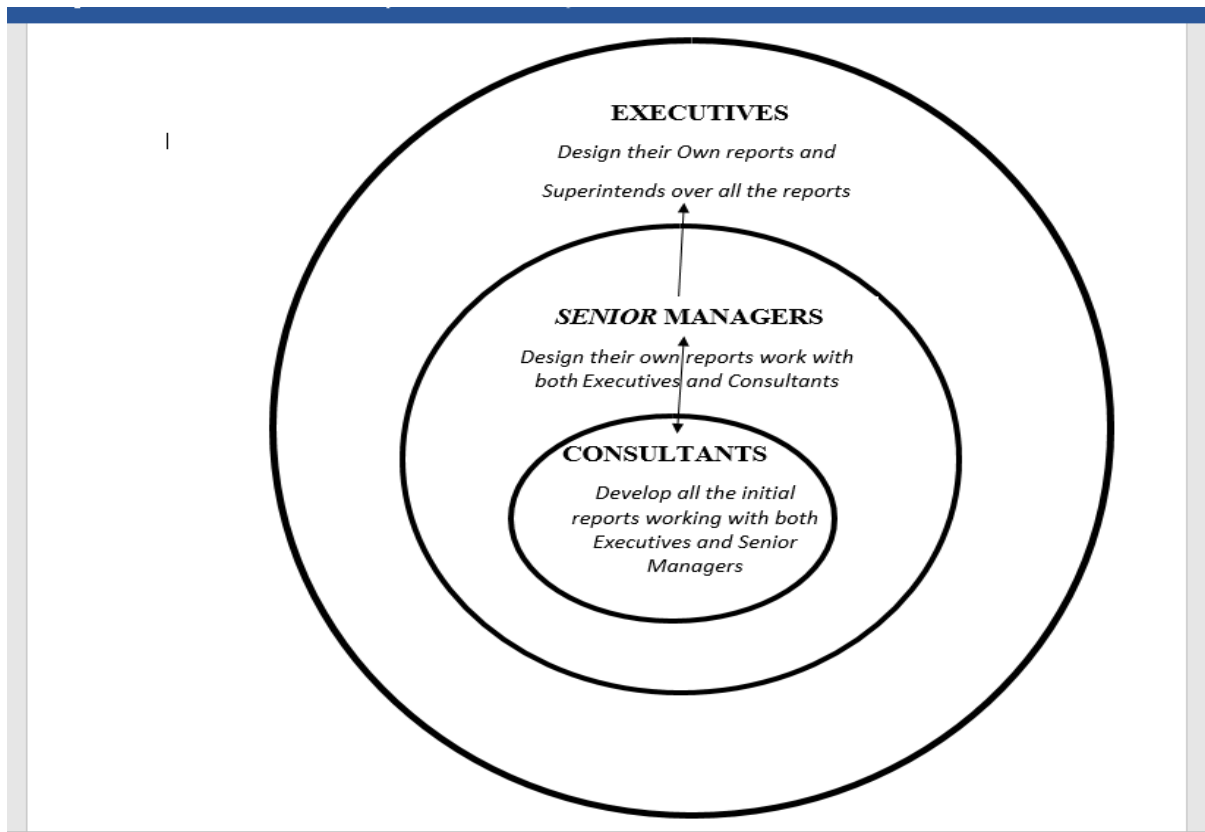 EXECUTIVES
Design their Own reports and
Superintends over all the reports
SENIOR MANAGERS
Design their own reports work with
both Executives and Consultants
CONSULTANTS
Develop all the initial
reports working with both
Executives and Senior
Managers